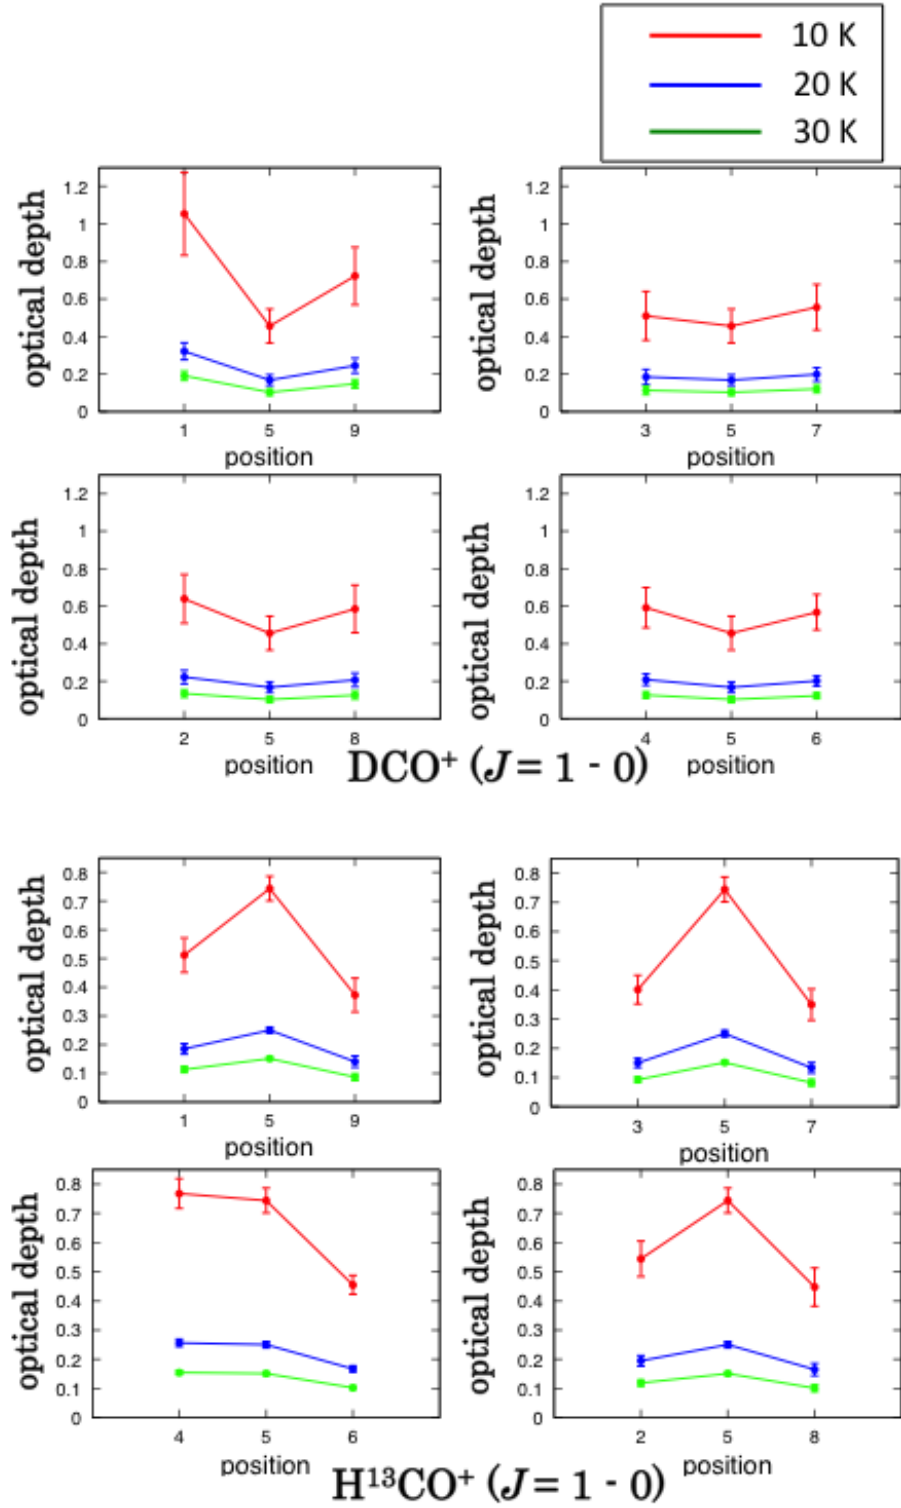 10 K
20 K
30 K
optical depth
1.2
1
0.8
0.6
0.4
0.2
0
1 5 9
position
optical depth
1.2
1
0.8
0.6
0.4
0.2
0
3 5 7
position
optical depth
1.2
1
0.8
0.6
0.4
0.2
0
2 5 8
position
optical depth
1.2
1
0.8
0.6
0.4
0.2
0
4 5 6
position
DCO⁺ (J = 1 - 0)
optical depth
0.8
0.7
0.6
0.5
0.4
0.3
0.2
0.1
0
1 5 9
position
optical depth
0.8
0.7
0.6
0.5
0.4
0.3
0.2
0.1
0
3 5 7
position
optical depth
0.8
0.7
0.6
0.5
0.4
0.3
0.2
0.1
0
4 5 6
position
optical depth
0.8
0.7
0.6
0.5
0.4
0.3
0.2
0.1
0
2 5 8
position
H¹³CO⁺ (J = 1 - 0)